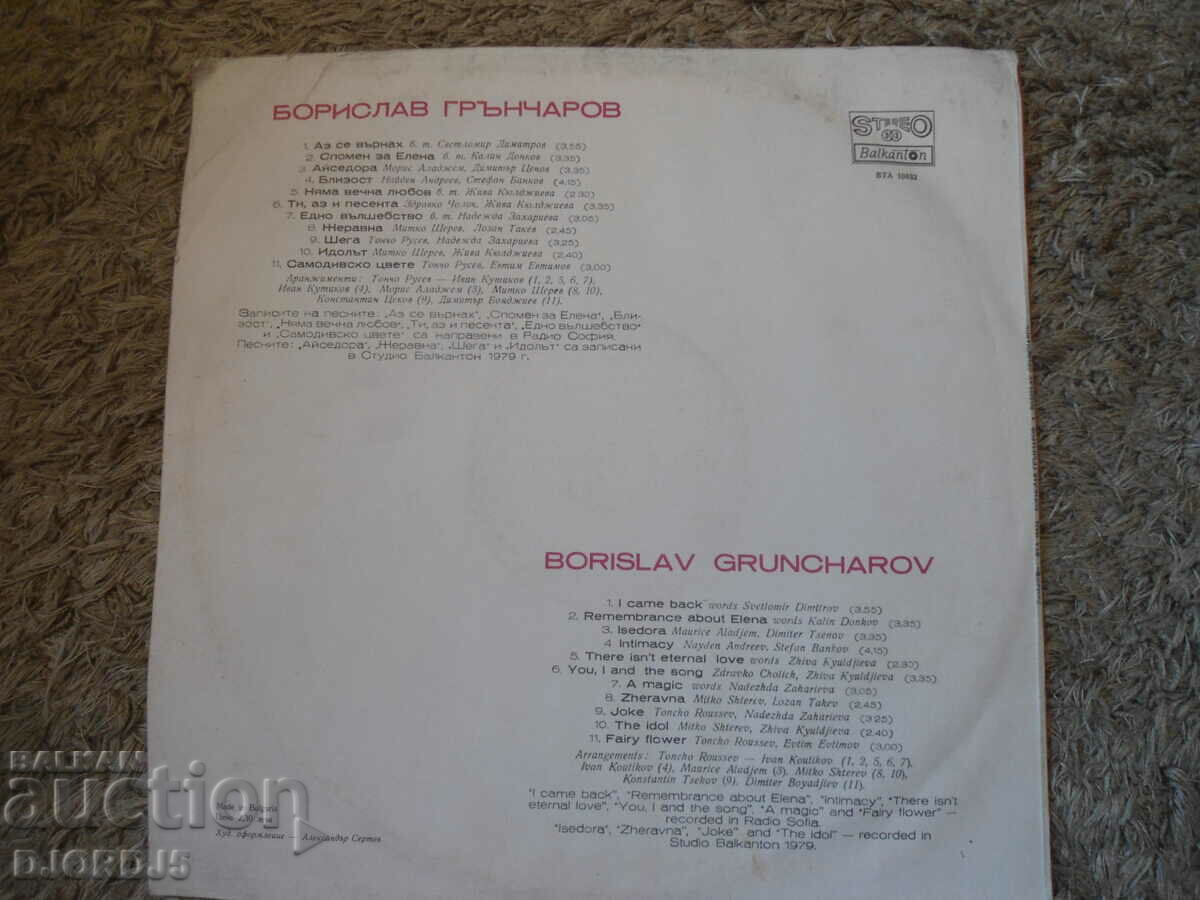 БОРИСЛАВ ГРЪНЧАРОВ
STEREO
Balkanton
ВТА
1. Аз се върнах в. т. Светломир Димитров (3,55)
2. Спомен за Елена в. т. Калин Донков (3,35)
3. Айседора Морис Аладжем, Димитър Ценов (3,35)
4. Близост Найден Андреев, Стефан Банков (4,15)
5. Няма вечна любов в. т. Жива Кюлджиева (2,30)
6. Ти, аз и песента Здравко Чолич, Жива Кюлджиева (3,35)
7. Едно вълшебство в. т. Надежда Захариева (3,05)
8. Жеравна Митко Щерев, Лозан Такев (2,45)
9. Шега Тончо Русев, Надежда Захариева (3,25)
10. Идолът Митко Щерев, Жива Кюлджиева (2,40)
11. Самодивско цвете Тончо Русев, Евтим Евтимов (3,00)
Аранжименти: Тончо Русев — Иван Кутиков (1, 2, 5, 6, 7),
Иван Кутиков (4), Морис Аладжем (3), Митко Щерев (8, 10),
Константин Цеков (9), Димитър Бояджиев (11).
Записите на песните: „Аз се върнах“, „Спомен за Елена“, „Бли-
зост“, „Няма вечна любов“, „Ти, аз и песента“, „Едно вълшебство“
и „Самодивско цвете“ са направени в Радио София.
Песните: „Айседора“, „Жеравна“, „Шега“ и „Идолът“ са записани
в Студио Балкантон 1979 г.
BORISLAV GRUNCHAROV
1. I came back words Svetlomir Dimitrov (3,55)
2. Remembrance about Elena words Kalin Donkov (3,35)
3. Isedora Maurice Aladjem, Dimiter Tsenov (3,35)
4 Intimacy Nayden Andreev, Stefan Bankov (4,15)
5. There isn't eternal love words Zhiva Kyuldjieva (2,30)
6. You, I and the song Zdravko Cholich, Zhiva Kyuldjieva (3,35)
7. A magic words Nadezhda Zaharieva (3,05)
8. Zheravna Mitko Shterev, Lozan Takev (2,45)
9. Joke Toncho Roussev, Nadezhda Zaharieva (3,25)
10. The idol Mitko Shterev, Zhiva Kyuldjieva (2,40)
11. Fairy flower Toncho Roussev, Evtim Evtimov (3,00)
Arrangements: Toncho Roussev — Ivan Koutikov (1, 2, 5, 6, 7),
Ivan Koutikov (4), Maurice Aladjem (3), Mitko Shterev (8, 10),
Konstantin Tsekov (9), Dimiter Boyadjiev (11).
"I came back", "Remembrance about Elena", "Intimacy", "There isn't
eternal love", "You, I and the song", "A magic" and "Fairy flower" —
recorded in Radio Sofia.
"Isedora", "Zheravna", "Joke" and "The idol" — recorded in
Studio Balkanton 1979.
Made in Bulgaria
Худ. оформление — Александър Сертев
BALKAN
auction
DJORDJ5